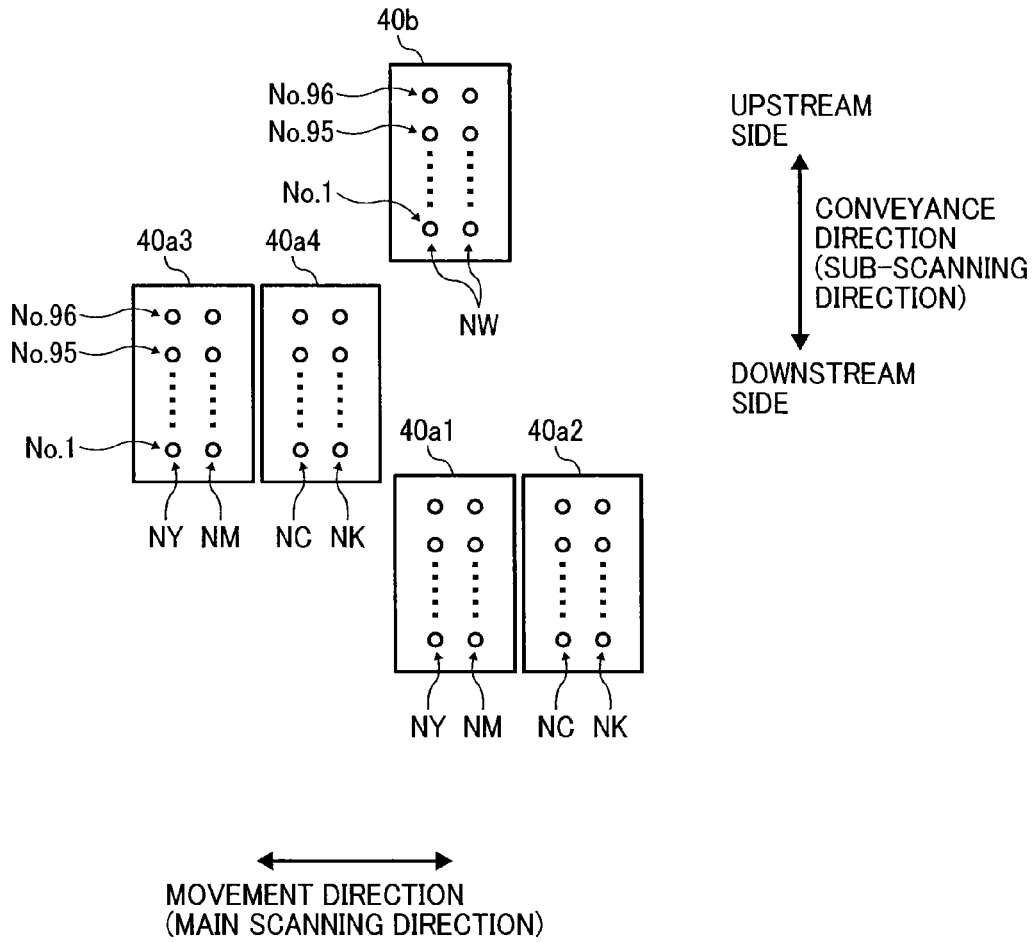 40b
No.96
No.95
No.1
NW
UPSTREAM
SIDE
CONVEYANCE
DIRECTION
(SUB-SCANNING
DIRECTION)
DOWNSTREAM
SIDE
40a3
40a4
No.96
No.95
No.1
NY NM NC NK
40a1
40a2
NY NM NC NK
MOVEMENT DIRECTION
(MAIN SCANNING DIRECTION)